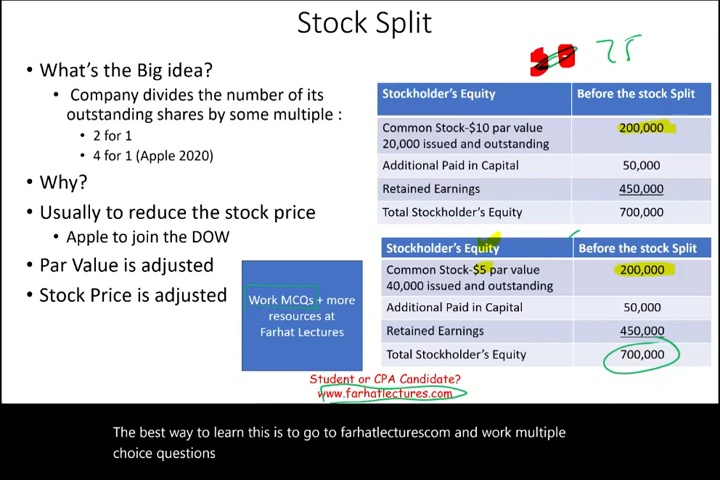 Stock Split
• What's the Big idea?
• Company divides the number of its
outstanding shares by some multiple :
• 2 for 1
• 4 for 1 (Apple 2020)
• Why?
• Usually to reduce the stock price
• Apple to join the DOW
• Par Value is adjusted
• Stock Price is adjusted
Work MCQs + more
resources at
Farhat Lectures
75
Stockholder's Equity Before the stock Split
Common Stock-$10 par value 200,000
20,000 issued and outstanding
Additional Paid in Capital 50,000
Retained Earnings 450,000
Total Stockholder's Equity 700,000
Stockholder's Equity Before the stock Split
Common Stock-$5 par value 200,000
40,000 issued and outstanding
Additional Paid in Capital 50,000
Retained Earnings 450,000
Total Stockholder's Equity 700,000
Student or CPA Candidate?
www.farhatlectures.com
The best way to learn this is to go to farhatlecturescom and work multiple
choice questions